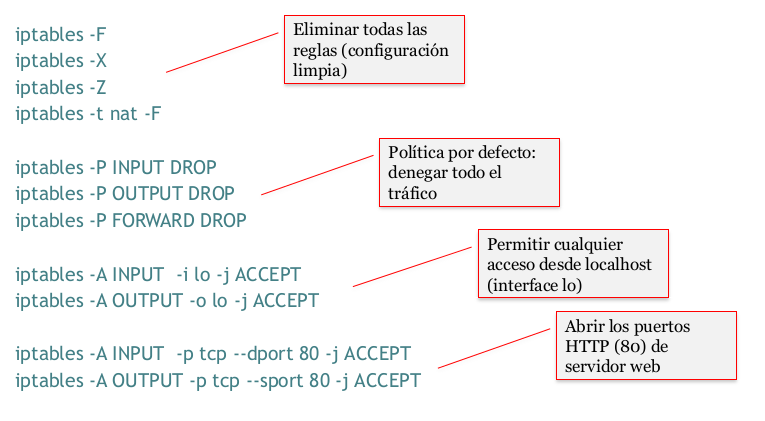 iptables -F
iptables -X
iptables -Z
iptables -t nat -F
Eliminar todas las
reglas (configuración
limpia)
iptables -P INPUT DROP
iptables -P OUTPUT DROP
iptables -P FORWARD DROP
Política por defecto:
denegar todo el
tráfico
iptables -A INPUT  -i lo -j ACCEPT
iptables -A OUTPUT -o lo -j ACCEPT
Permitir cualquier
acceso desde localhost
(interface lo)
iptables -A INPUT  -p tcp --dport 80 -j ACCEPT
iptables -A OUTPUT -p tcp --sport 80 -j ACCEPT
Abrir los puertos
HTTP (80) de
servidor web